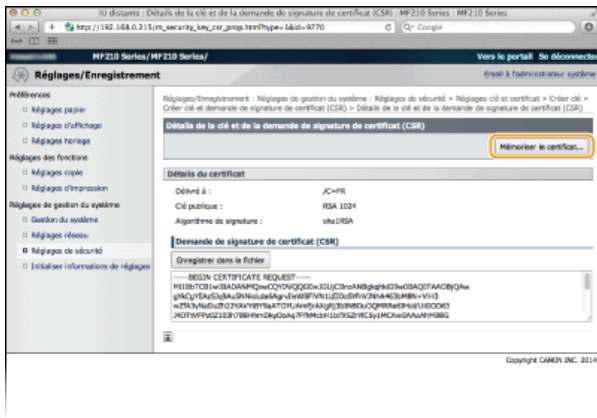 IU distante : Détails de la clé et de la demande de signature de certificat (CSR) : MF210 Series : MF210 Series
http://192.168.0.215/m_security_key_csr_prop.html?type=1&id=9770
Google
MF210 Series/MF210 Series/
Vers le portail Se déconnecter
Réglages/Enregistrement
Email à l'administrateur système
Préférences
Réglages papier
Réglages d'affichage
Réglages horloge
Réglages des fonctions
Réglages copie
Réglages d'impression
Réglages de gestion du système
Gestion du système
Réglages réseau
Réglages de sécurité
Initialiser informations de réglages
Réglages/Enregistrement : Réglages de gestion du système : Réglages de sécurité > Réglages clé et certificat > Créer clé >
Créer clé et demande de signature de certificat (CSR) > Détails de la clé et de la demande de signature de certificat (CSR)
Détails de la clé et de la demande de signature de certificat (CSR)
Mémoriser le certificat...
Détails du certificat
Délivré à : /C=FR
Clé publique : RSA 1024
Algorithme de signature : sha1RSA
Demande de signature de certificat (CSR)
Enregistrer dans le fichier
-----BEGIN CERTIFICATE REQUEST-----
Copyright CANON INC. 2014